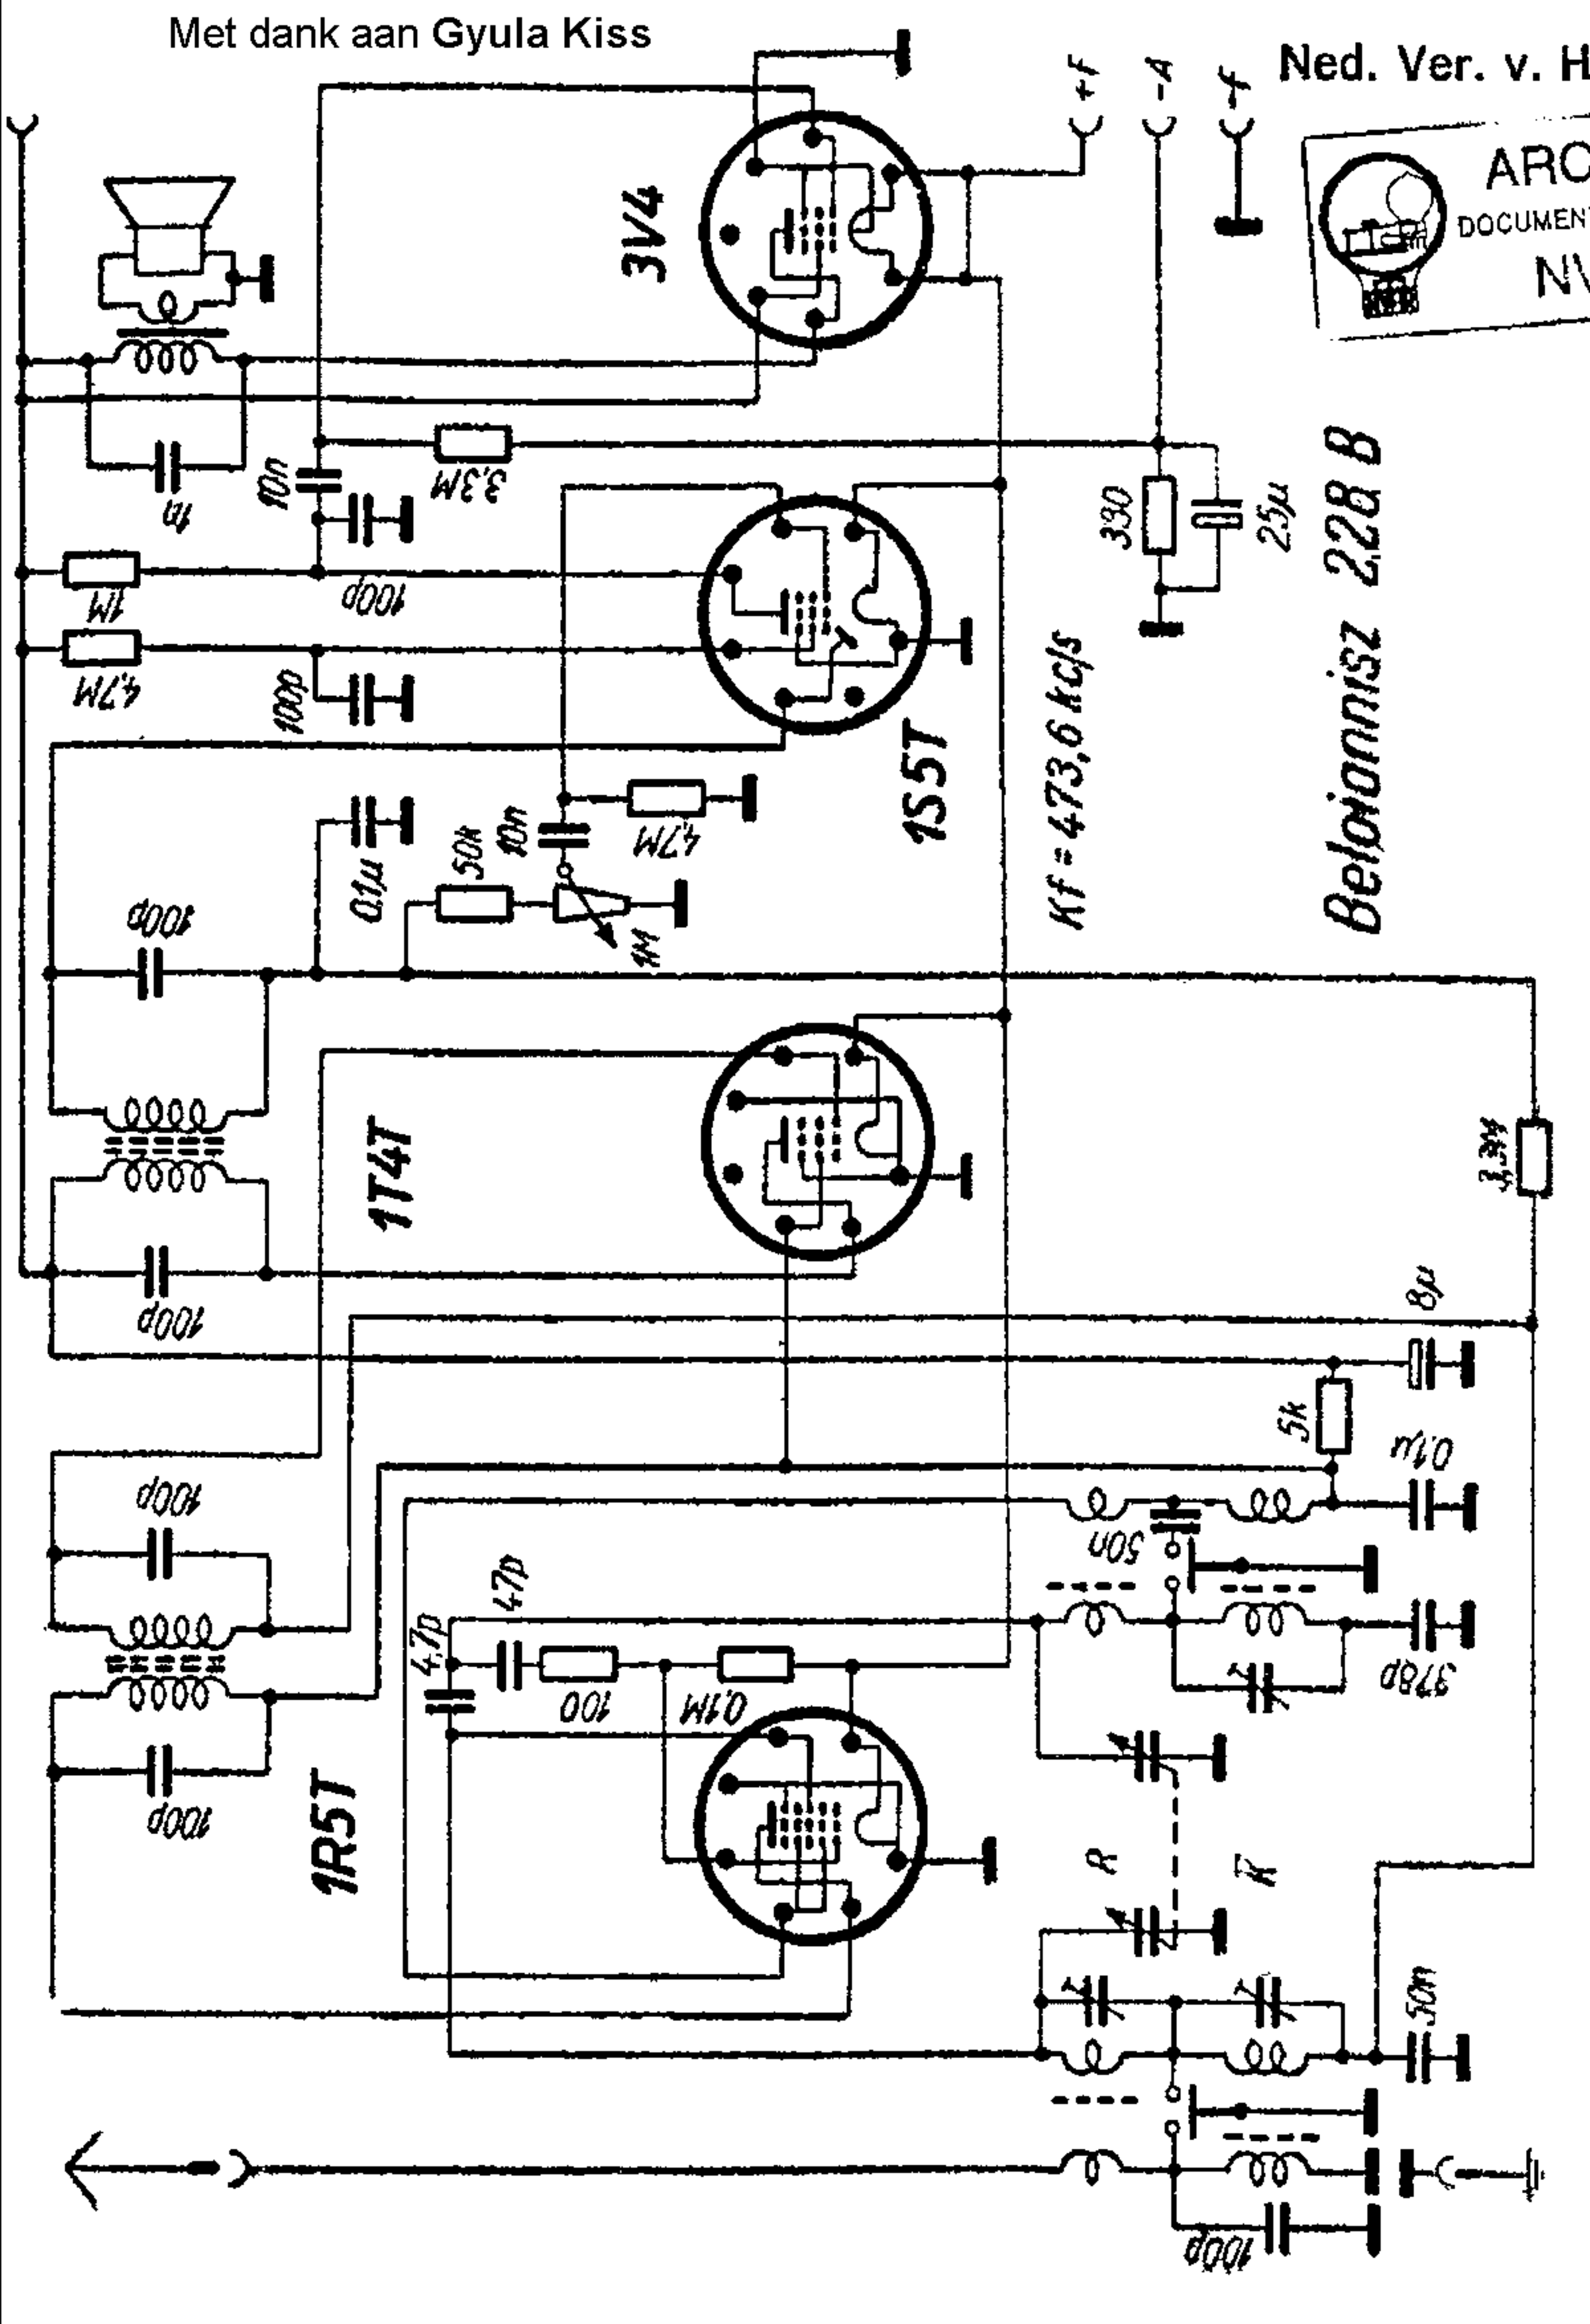 Met dank aan Gyula Kiss
Ned. Ver. v. H
ARC
DOCUMENT
NV
+F
-A
-F
3V4
1n
10n
3,3M
1M
100p
4,7M
100p
330
25μ
1S5T
Kf = 473,6 kc/s
Beloiannisz 228 B
0,1μ
50k
10n
4,7M
1M
100p
1T4T
3,3M
100p
8μ
5k
0,1μ
100p
50n
4,7p
47p
100
0,1M
378p
100p
1R5T
R
K
50n
100p